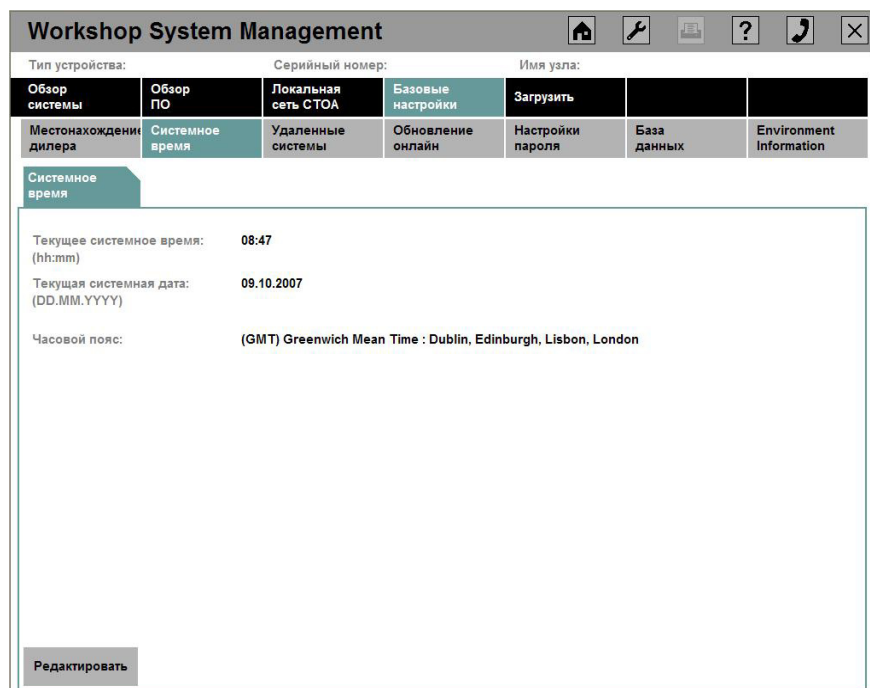 Workshop System Management
?
Тип устройства: Серийный номер: Имя узла:
Обзор системы
Обзор ПО
Локальная сеть СТОА
Базовые настройки
Загрузить
Местонахождение дилера
Системное время
Удаленные системы
Обновление онлайн
Настройки пароля
База данных
Environment Information
Системное
время
Текущее системное время: 08:47
(hh:mm)
Текущая системная дата: 09.10.2007
(DD.MM.YYYY)
Часовой пояс: (GMT) Greenwich Mean Time : Dublin, Edinburgh, Lisbon, London
Редактировать